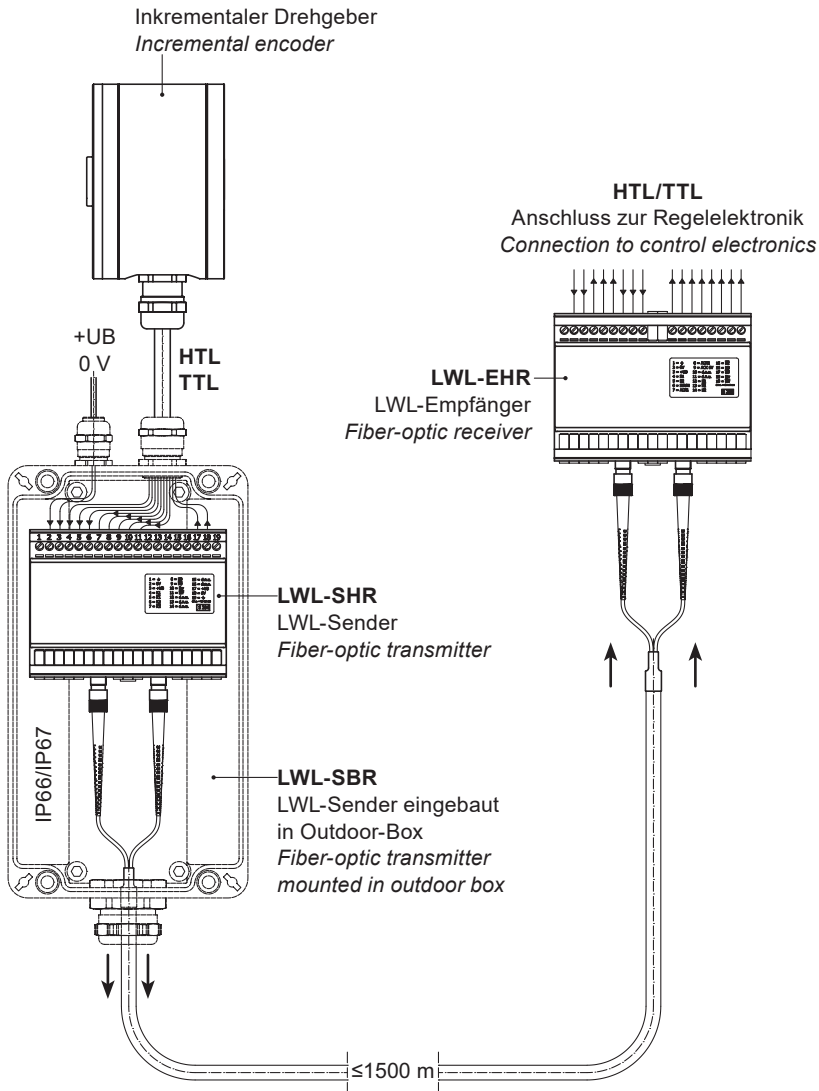 Inkrementaler Drehgeber
Incremental encoder
HTL/TTL
Anschluss zur Regelelektronik
Connection to control electronics
+UB
0 V
HTL
TTL
LWL-EHR
LWL-Empfänger
Fiber-optic receiver
1 2 3 4 5 6 7 8 9 10 11 12 13 14 15 16 17 18 19
LWL-SHR
LWL-Sender
Fiber-optic transmitter
IP66/IP67
LWL-SBR
LWL-Sender eingebaut
in Outdoor-Box
Fiber-optic transmitter
mounted in outdoor box
≤1500 m